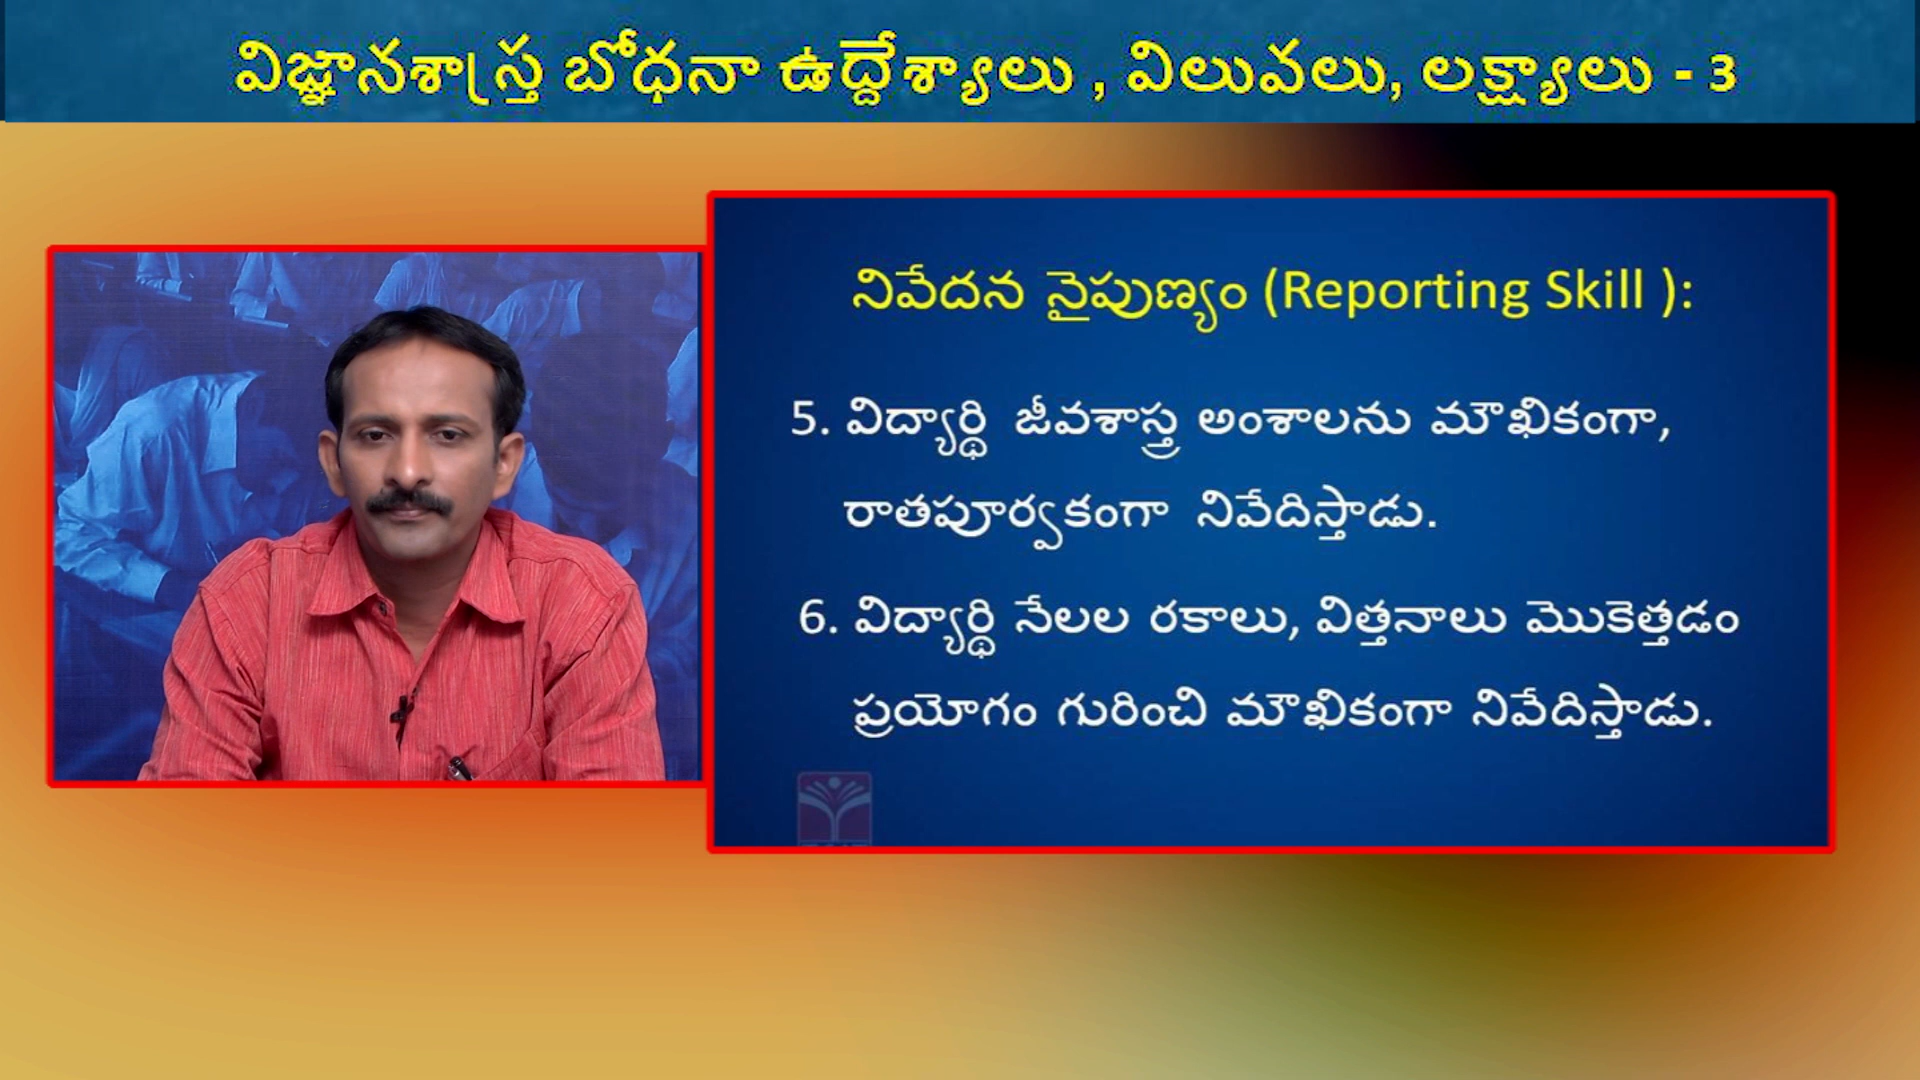 విజ్ఞానశాస్త్ర బోధనా ఉద్దేశ్యాలు , విలువలు, లక్ష్యాలు - 3
నివేదన నైపుణ్యం (Reporting Skill ):
5. విద్యార్థి జీవశాస్త్ర అంశాలను మౌఖికంగా,
రాతపూర్వకంగా నివేదిస్తాడు.
6. విద్యార్థి నేలల రకాలు, విత్తనాలు మొకెత్తడం
ప్రయోగం గురించి మౌఖికంగా నివేదిస్తాడు.